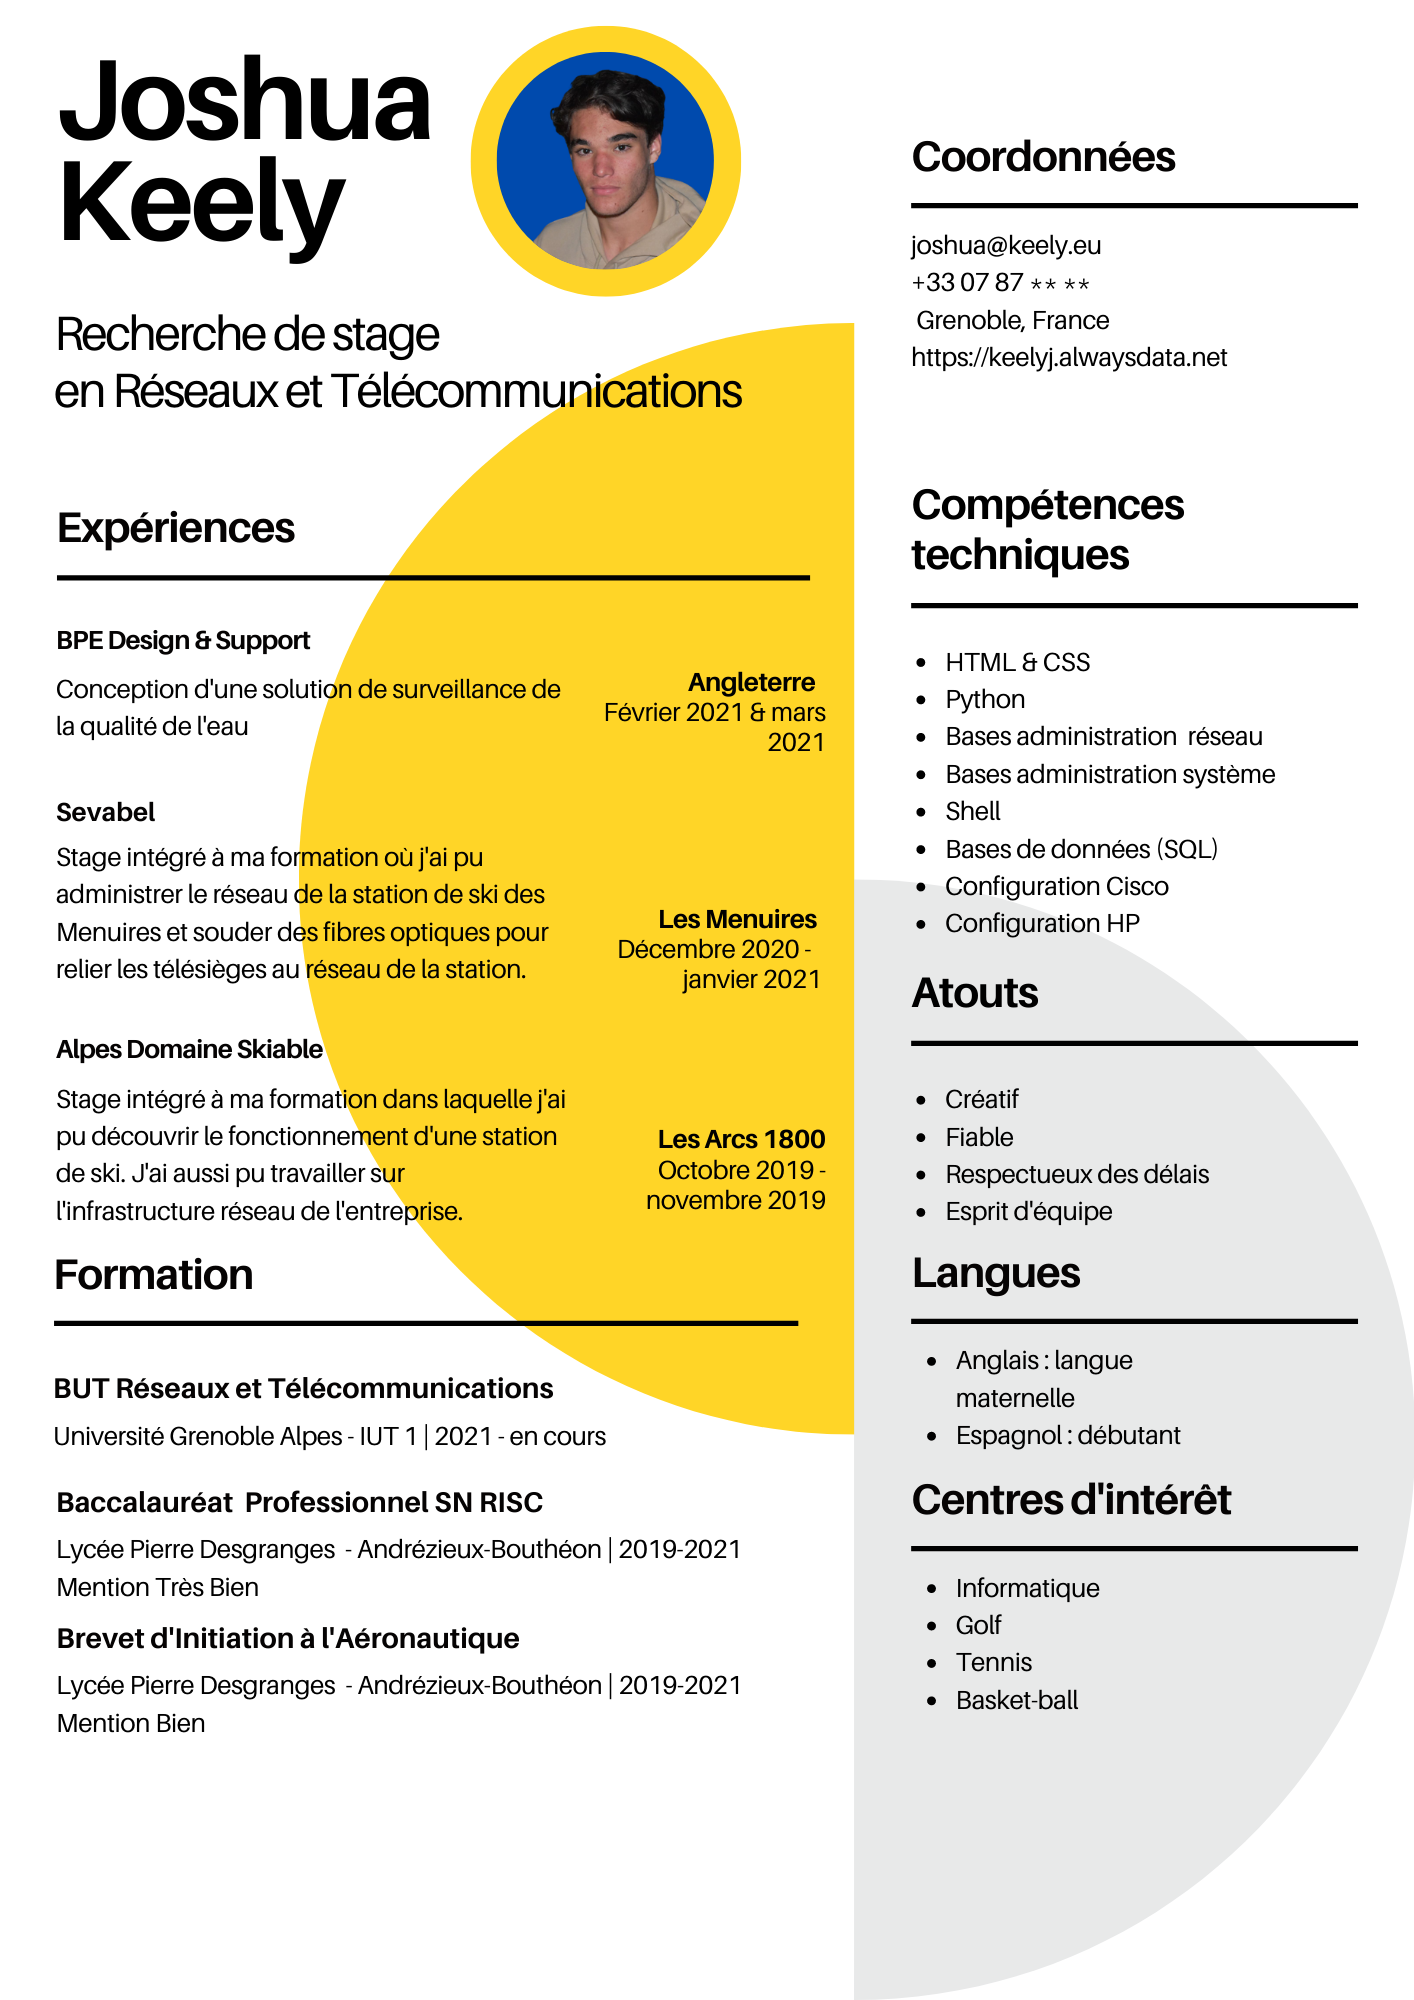 Joshua
Keely
Recherche de stage
en Réseaux et Télécommunications
Expériences
BPE Design & Support
Conception d'une solution de surveillance de
la qualité de l'eau
Angleterre
Février 2021 & mars
2021
Sevabel
Stage intégré à ma formation où j'ai pu
administrer le réseau de la station de ski des
Menuires et souder des fibres optiques pour
relier les télésièges au réseau de la station.
Les Menuires
Décembre 2020 -
janvier 2021
Alpes Domaine Skiable
Stage intégré à ma formation dans laquelle j'ai
pu découvrir le fonctionnement d'une station
de ski. J'ai aussi pu travailler sur
l'infrastructure réseau de l'entreprise.
Les Arcs 1800
Octobre 2019 -
novembre 2019
Formation
BUT Réseaux et Télécommunications
Université Grenoble Alpes - IUT 1 | 2021 - en cours
Baccalauréat  Professionnel SN RISC
Lycée Pierre Desgranges  - Andrézieux-Bouthéon | 2019-2021
Mention Très Bien
Brevet d'Initiation à l'Aéronautique
Lycée Pierre Desgranges  - Andrézieux-Bouthéon | 2019-2021
Mention Bien
Coordonnées
joshua@keely.eu
+33 07 87 ** **
Grenoble, France
https://keelyj.alwaysdata.net
Compétences
techniques
• HTML & CSS
• Python
• Bases administration  réseau
• Bases administration système
• Shell
• Bases de données (SQL)
• Configuration Cisco
• Configuration HP
Atouts
• Créatif
• Fiable
• Respectueux des délais
• Esprit d'équipe
Langues
• Anglais : langue
maternelle
• Espagnol : débutant
Centres d'intérêt
• Informatique
• Golf
• Tennis
• Basket-ball